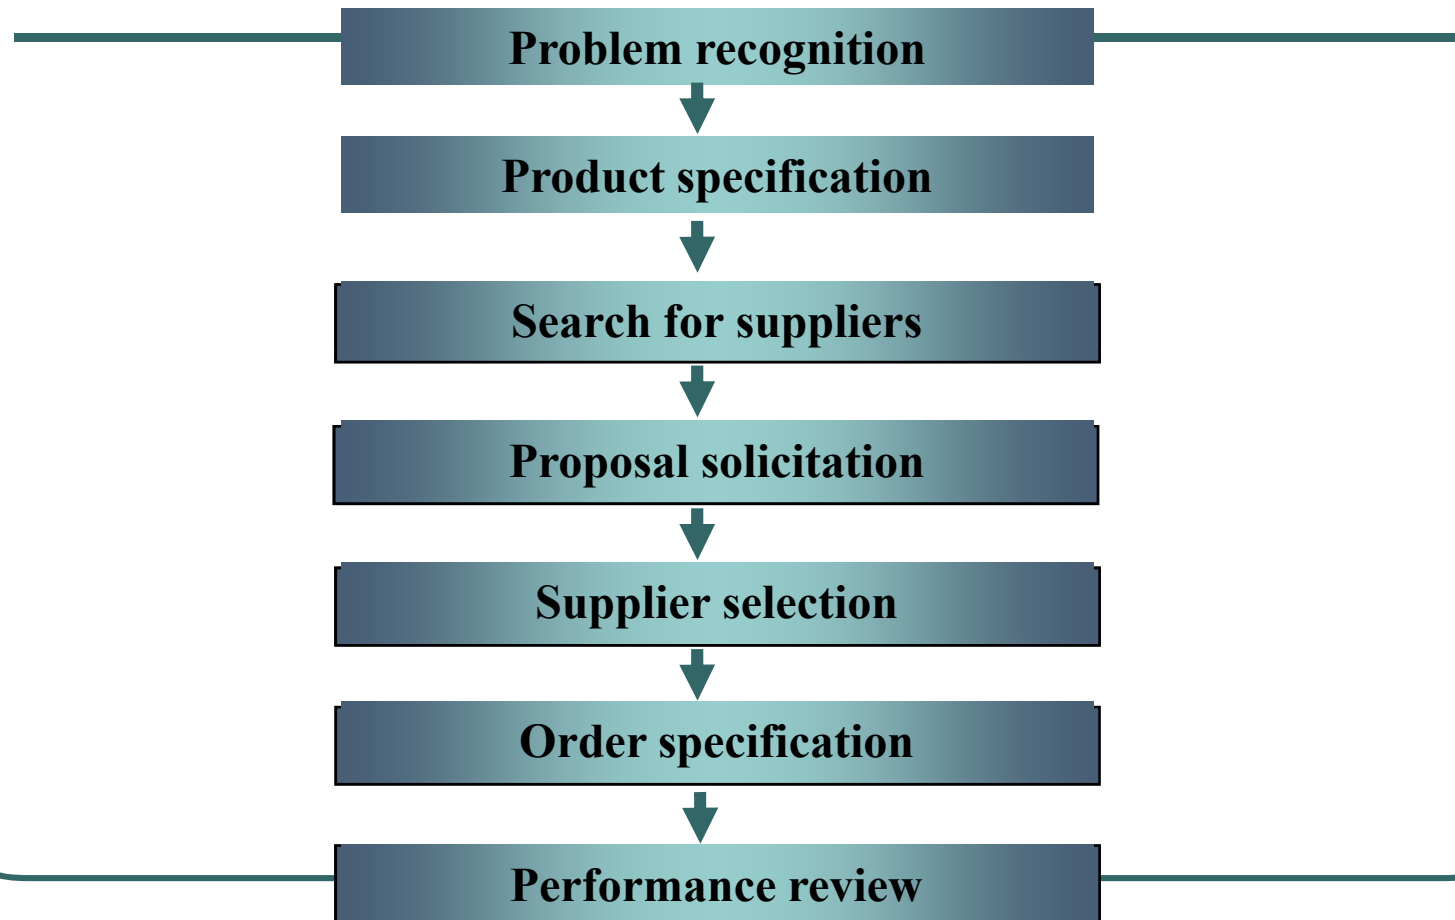 Problem recognition
Product specification
Search for suppliers
Proposal solicitation
Supplier selection
Order specification
Performance review